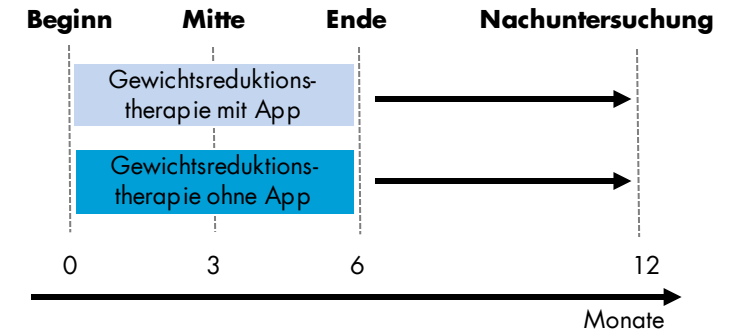 Beginn Mitte Ende Nachuntersuchung
Gewichtsreduktions-
therapie mit App
Gewichtsreduktions-
therapie ohne App
0 3 6 12
Monate